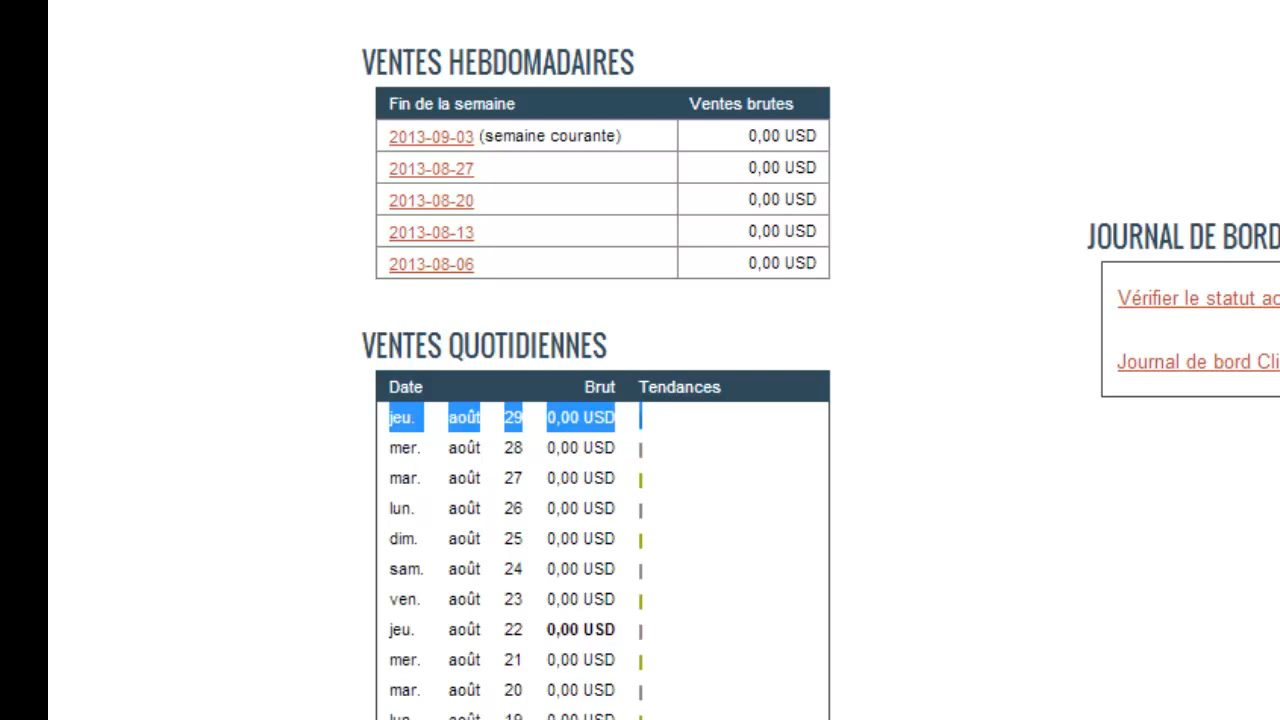 VENTES HEBDOMADAIRES
Fin de la semaine Ventes brutes
2013-09-03 (semaine courante) 0,00 USD
2013-08-27 0,00 USD
2013-08-20 0,00 USD
2013-08-13 0,00 USD
2013-08-06 0,00 USD
VENTES QUOTIDIENNES
Date Brut Tendances
jeu. août 29 0,00 USD
mer. août 28 0,00 USD
mar. août 27 0,00 USD
lun. août 26 0,00 USD
dim. août 25 0,00 USD
sam. août 24 0,00 USD
ven. août 23 0,00 USD
jeu. août 22 0,00 USD
mer. août 21 0,00 USD
mar. août 20 0,00 USD
lun. août 19 0,00 USD
JOURNAL DE BORD
Vérifier le statut
Journal de bord